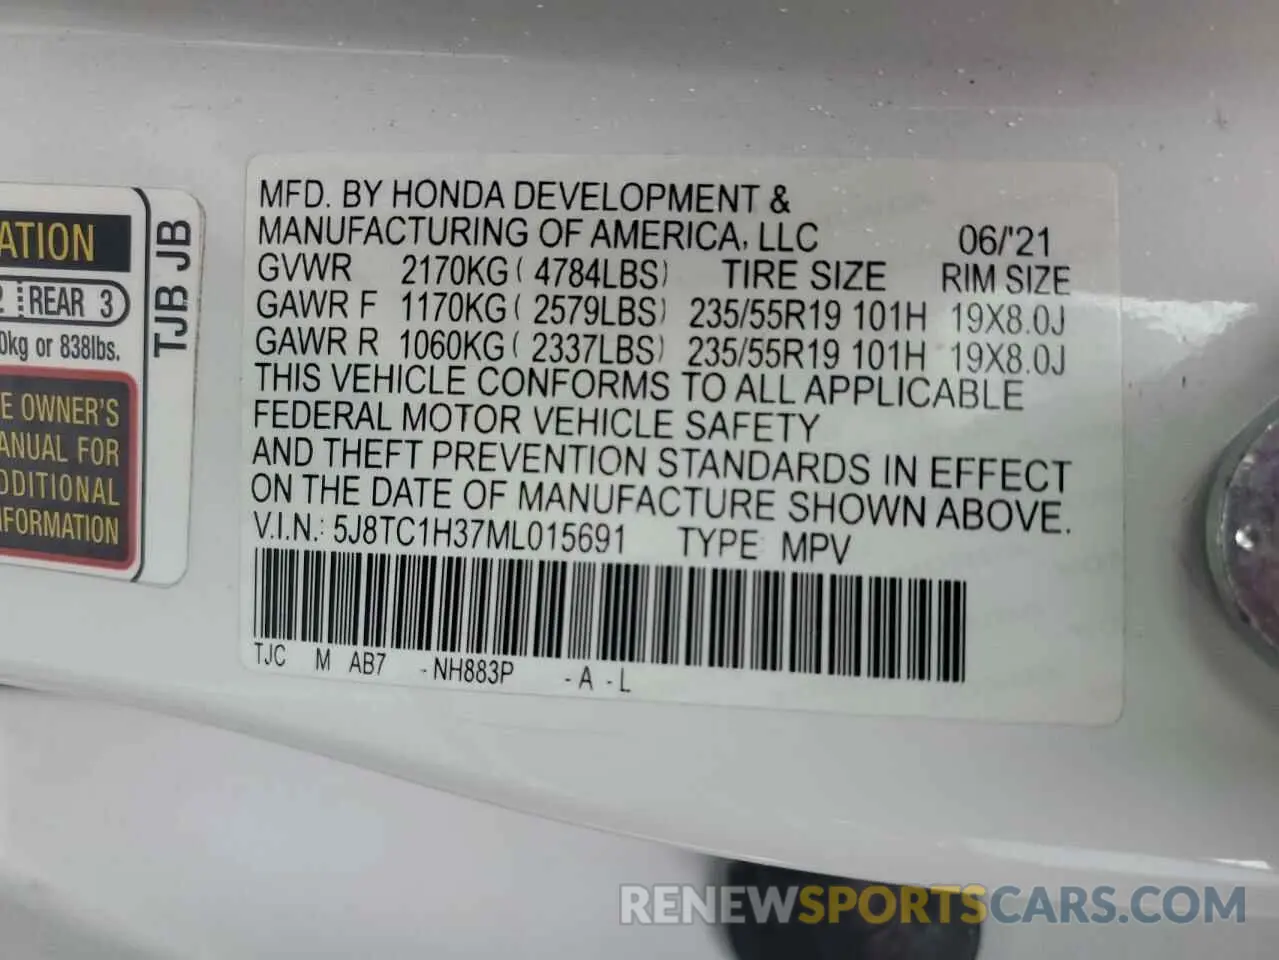 MFD. BY HONDA DEVELOPMENT &
MANUFACTURING OF AMERICA, LLC 06/'21
GVWR 2170KG ( 4784LBS) TIRE SIZE RIM SIZE
GAWR F 1170KG ( 2579LBS) 235/55R19 101H 19X8.0J
GAWR R 1060KG ( 2337LBS) 235/55R19 101H 19X8.0J
THIS VEHICLE CONFORMS TO ALL APPLICABLE
FEDERAL MOTOR VEHICLE SAFETY
AND THEFT PREVENTION STANDARDS IN EFFECT
ON THE DATE OF MANUFACTURE SHOWN ABOVE.
V.I.N.: 5J8TC1H37ML015691 TYPE MPV
TJC M AB7 -NH883P -A -L
ATION
REAR 3
0kg or 838lbs.
E OWNER'S
ANUAL FOR
DDITIONAL
NFORMATION
TJB JB
RENEWSPORTSCARS.COM